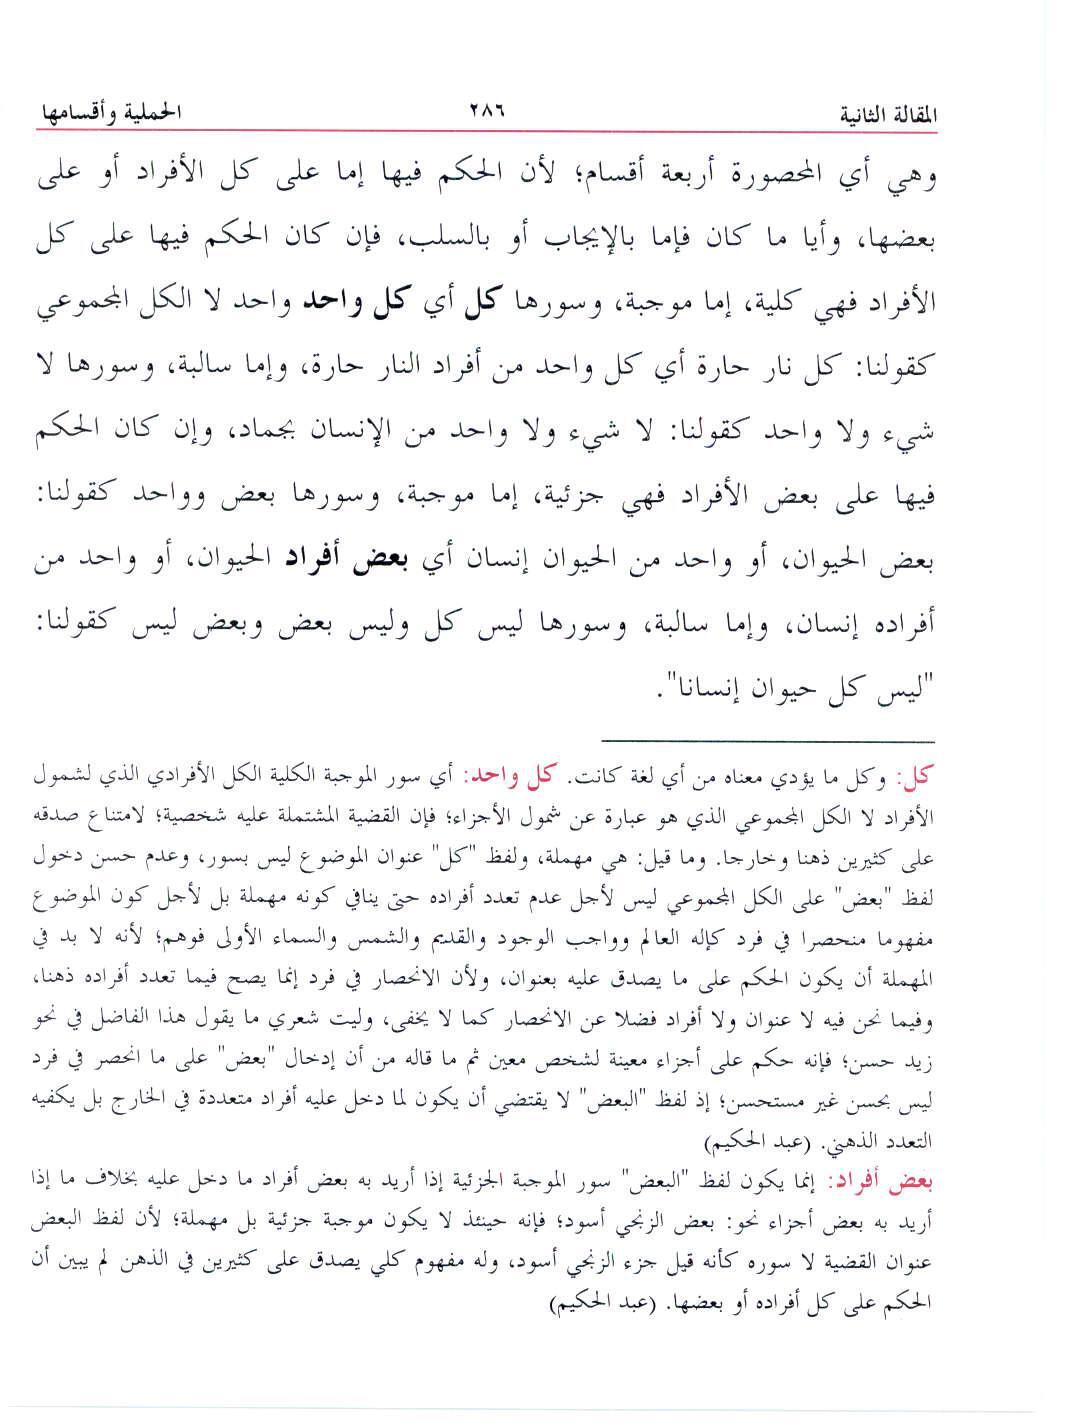 المقالة الثانية ٢٨٦ الحملية وأقسامها
وهي أي المحصورة أربعة أقسام؛ لأن الحكم فيها إما على كل الأفراد أو على
بعضها، وأيا ما كان فإما بالإيجاب أو بالسلب، فإن كان الحكم فيها على كل
الأفراد فهي كلية، إما موجبة، وسورها كل أي كل واحد واحد لا الكل المجموعي
كقولنا: كل نار حارة أي كل واحد من أفراد النار حارة، وإما سالبة، وسورها لا
شيء ولا واحد كقولنا: لا شيء ولا واحد من الإنسان بجماد، وإن كان الحكم
فيها على بعض الأفراد فهي جزئية، إما موجبة، وسورها بعض وواحد كقولنا:
بعض الحيوان، أو واحد من الحيوان إنسان أي بعض أفراد الحيوان، أو واحد من
أفراده إنسان، وإما سالبة، وسورها ليس كل وليس بعض وبعض ليس كقولنا:
"ليس كل حيوان إنسانا".
كل: وكل ما يؤدي معناه من أي لغة كانت. كل واحد: أي سور الموجبة الكلية الكل الأفرادي الذي لشمول
الأفراد لا الكل المجموعي الذي هو عبارة عن شمول الأجزاء؛ فإن القضية المشتملة عليه شخصية؛ لامتناع صدقه
على كثيرين ذهنا وخارجا. وما قيل: هي مهملة، ولفظ "كل" عنوان الموضوع ليس بسور، وعدم حسن دخول
لفظ "بعض" على الكل المجموعي ليس لأجل عدم تعدد أفراده حتى ينافي كونه مهملة بل لأجل كون الموضوع
مفهوما منحصرا في فرد كإله العالم وواجب الوجود والقديم والشمس والسماء الأولى فوهم؛ لأنه لا بد في
المهملة أن يكون الحكم على ما يصدق عليه بعنوان، ولأن الانحصار في فرد إنما يصح فيما تعدد أفراده ذهنا،
وفيما نحن فيه لا عنوان ولا أفراد فضلا عن الانحصار كما لا يخفى، وليت شعري ما يقول هذا الفاضل في نحو
زيد حسن؛ فإنه حكم على أجزاء معينة لشخص معين ثم ما قاله من أن إدخال "بعض" على ما انحصر في فرد
ليس بحسن غير مستحسن؛ إذ لفظ "البعض" لا يقتضي أن يكون لما دخل عليه أفراد متعددة في الخارج بل يكفيه
التعدد الذهني. (عبد الحكيم)
بعض أفراد: إنما يكون لفظ "البعض" سور الموجبة الجزئية إذا أريد به بعض أفراد ما دخل عليه بخلاف ما إذا
أريد به بعض أجزاء نحو: بعض الزنجي أسود؛ فإنه حينئذ لا يكون موجبة جزئية بل مهملة؛ لأن لفظ البعض
عنوان القضية لا سوره كأنه قيل جزء الزنجي أسود، وله مفهوم كلي يصدق على كثيرين في الذهن لم يبين أن
الحكم على كل أفراده أو بعضها. (عبد الحكيم)